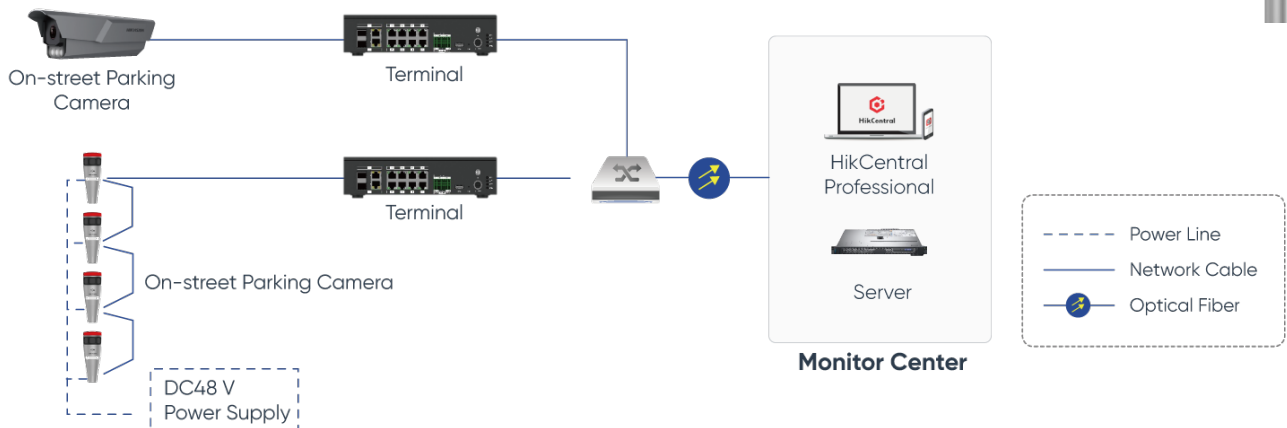 On-street Parking
Camera
Terminal
Terminal
On-street Parking Camera
DC48 V
Power Supply
HikCentral
HikCentral
Professional
Server
Monitor Center
Power Line
Network Cable
Optical Fiber